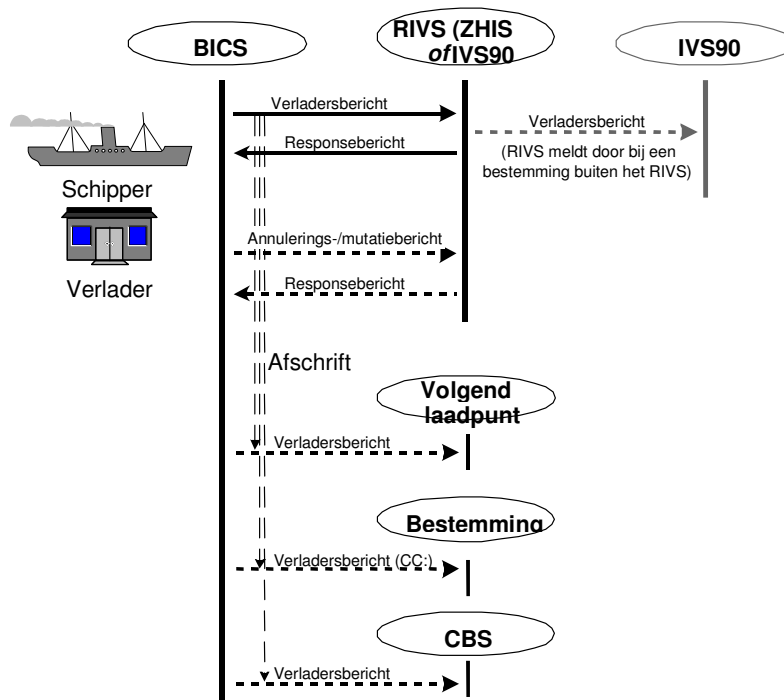 BICS
RIVS (ZHIS
of IVS90
IVS90
Verladersbericht
Verladersbericht
Responsebericht
(RIVS meldt door bij een
bestemming buiten het RIVS)
Schipper
Annulerings-/mutatiebericht
Verlader
Responsebericht
Afschrift
Volgend
laadpunt
Verladersbericht
Bestemming
Verladersbericht (CC:)
CBS
Verladersbericht